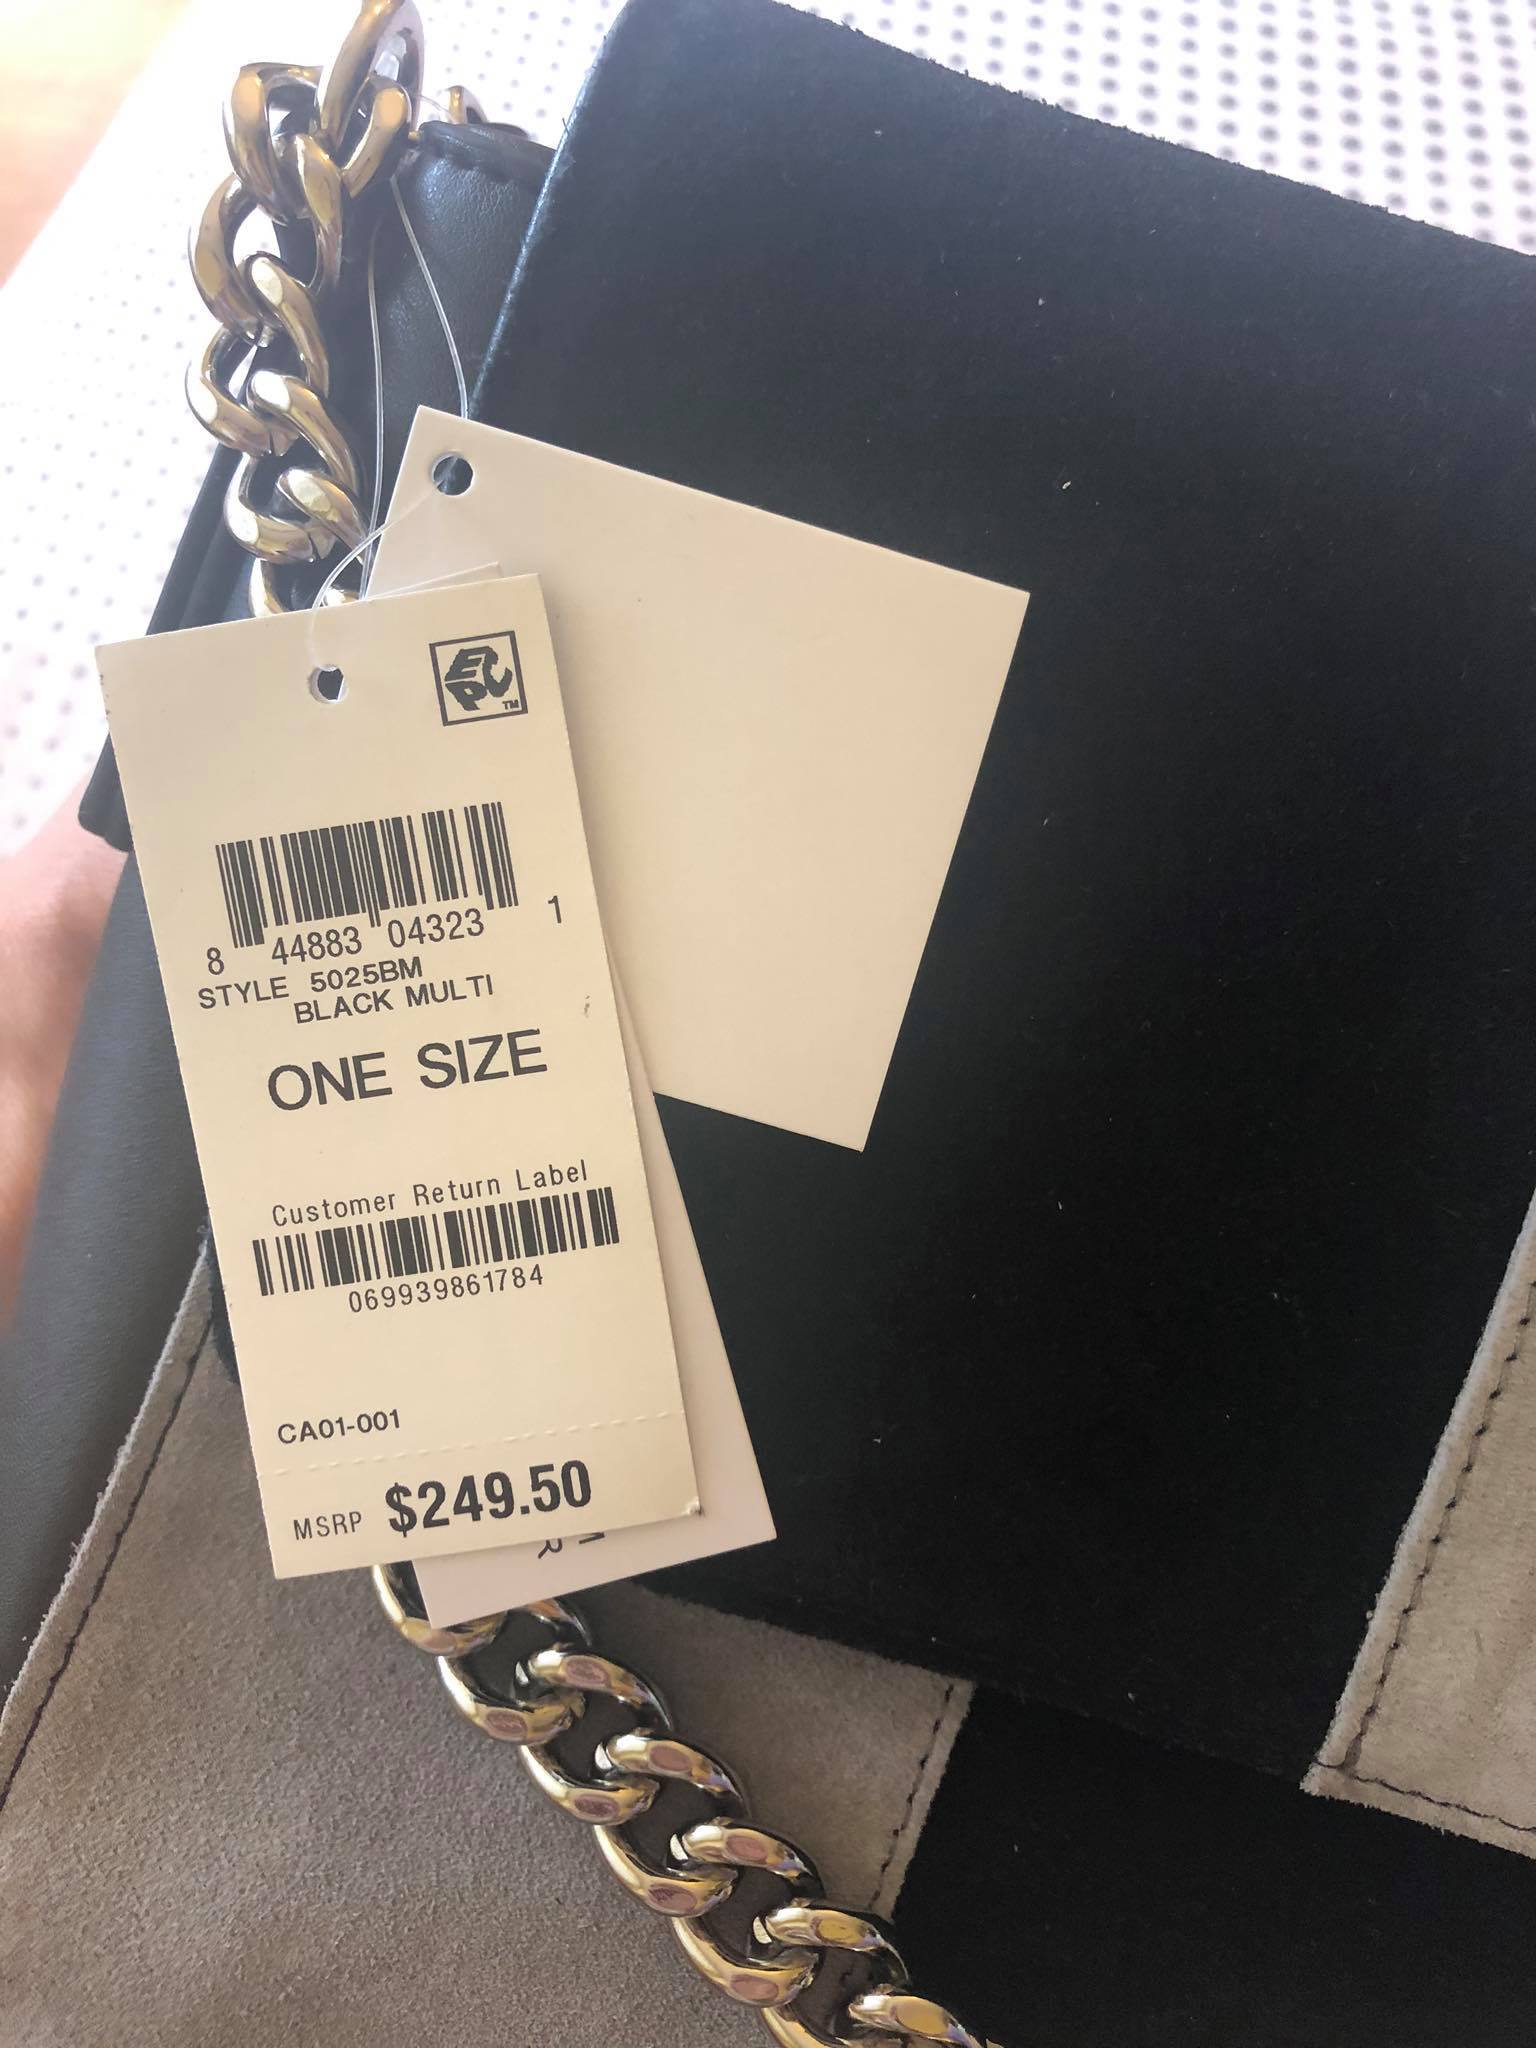 EPC™
8 44883 04323 1
STYLE 5025BM
BLACK MULTI
ONE SIZE
Customer Return Label
069939861784
CA01-001
MSRP $249.50